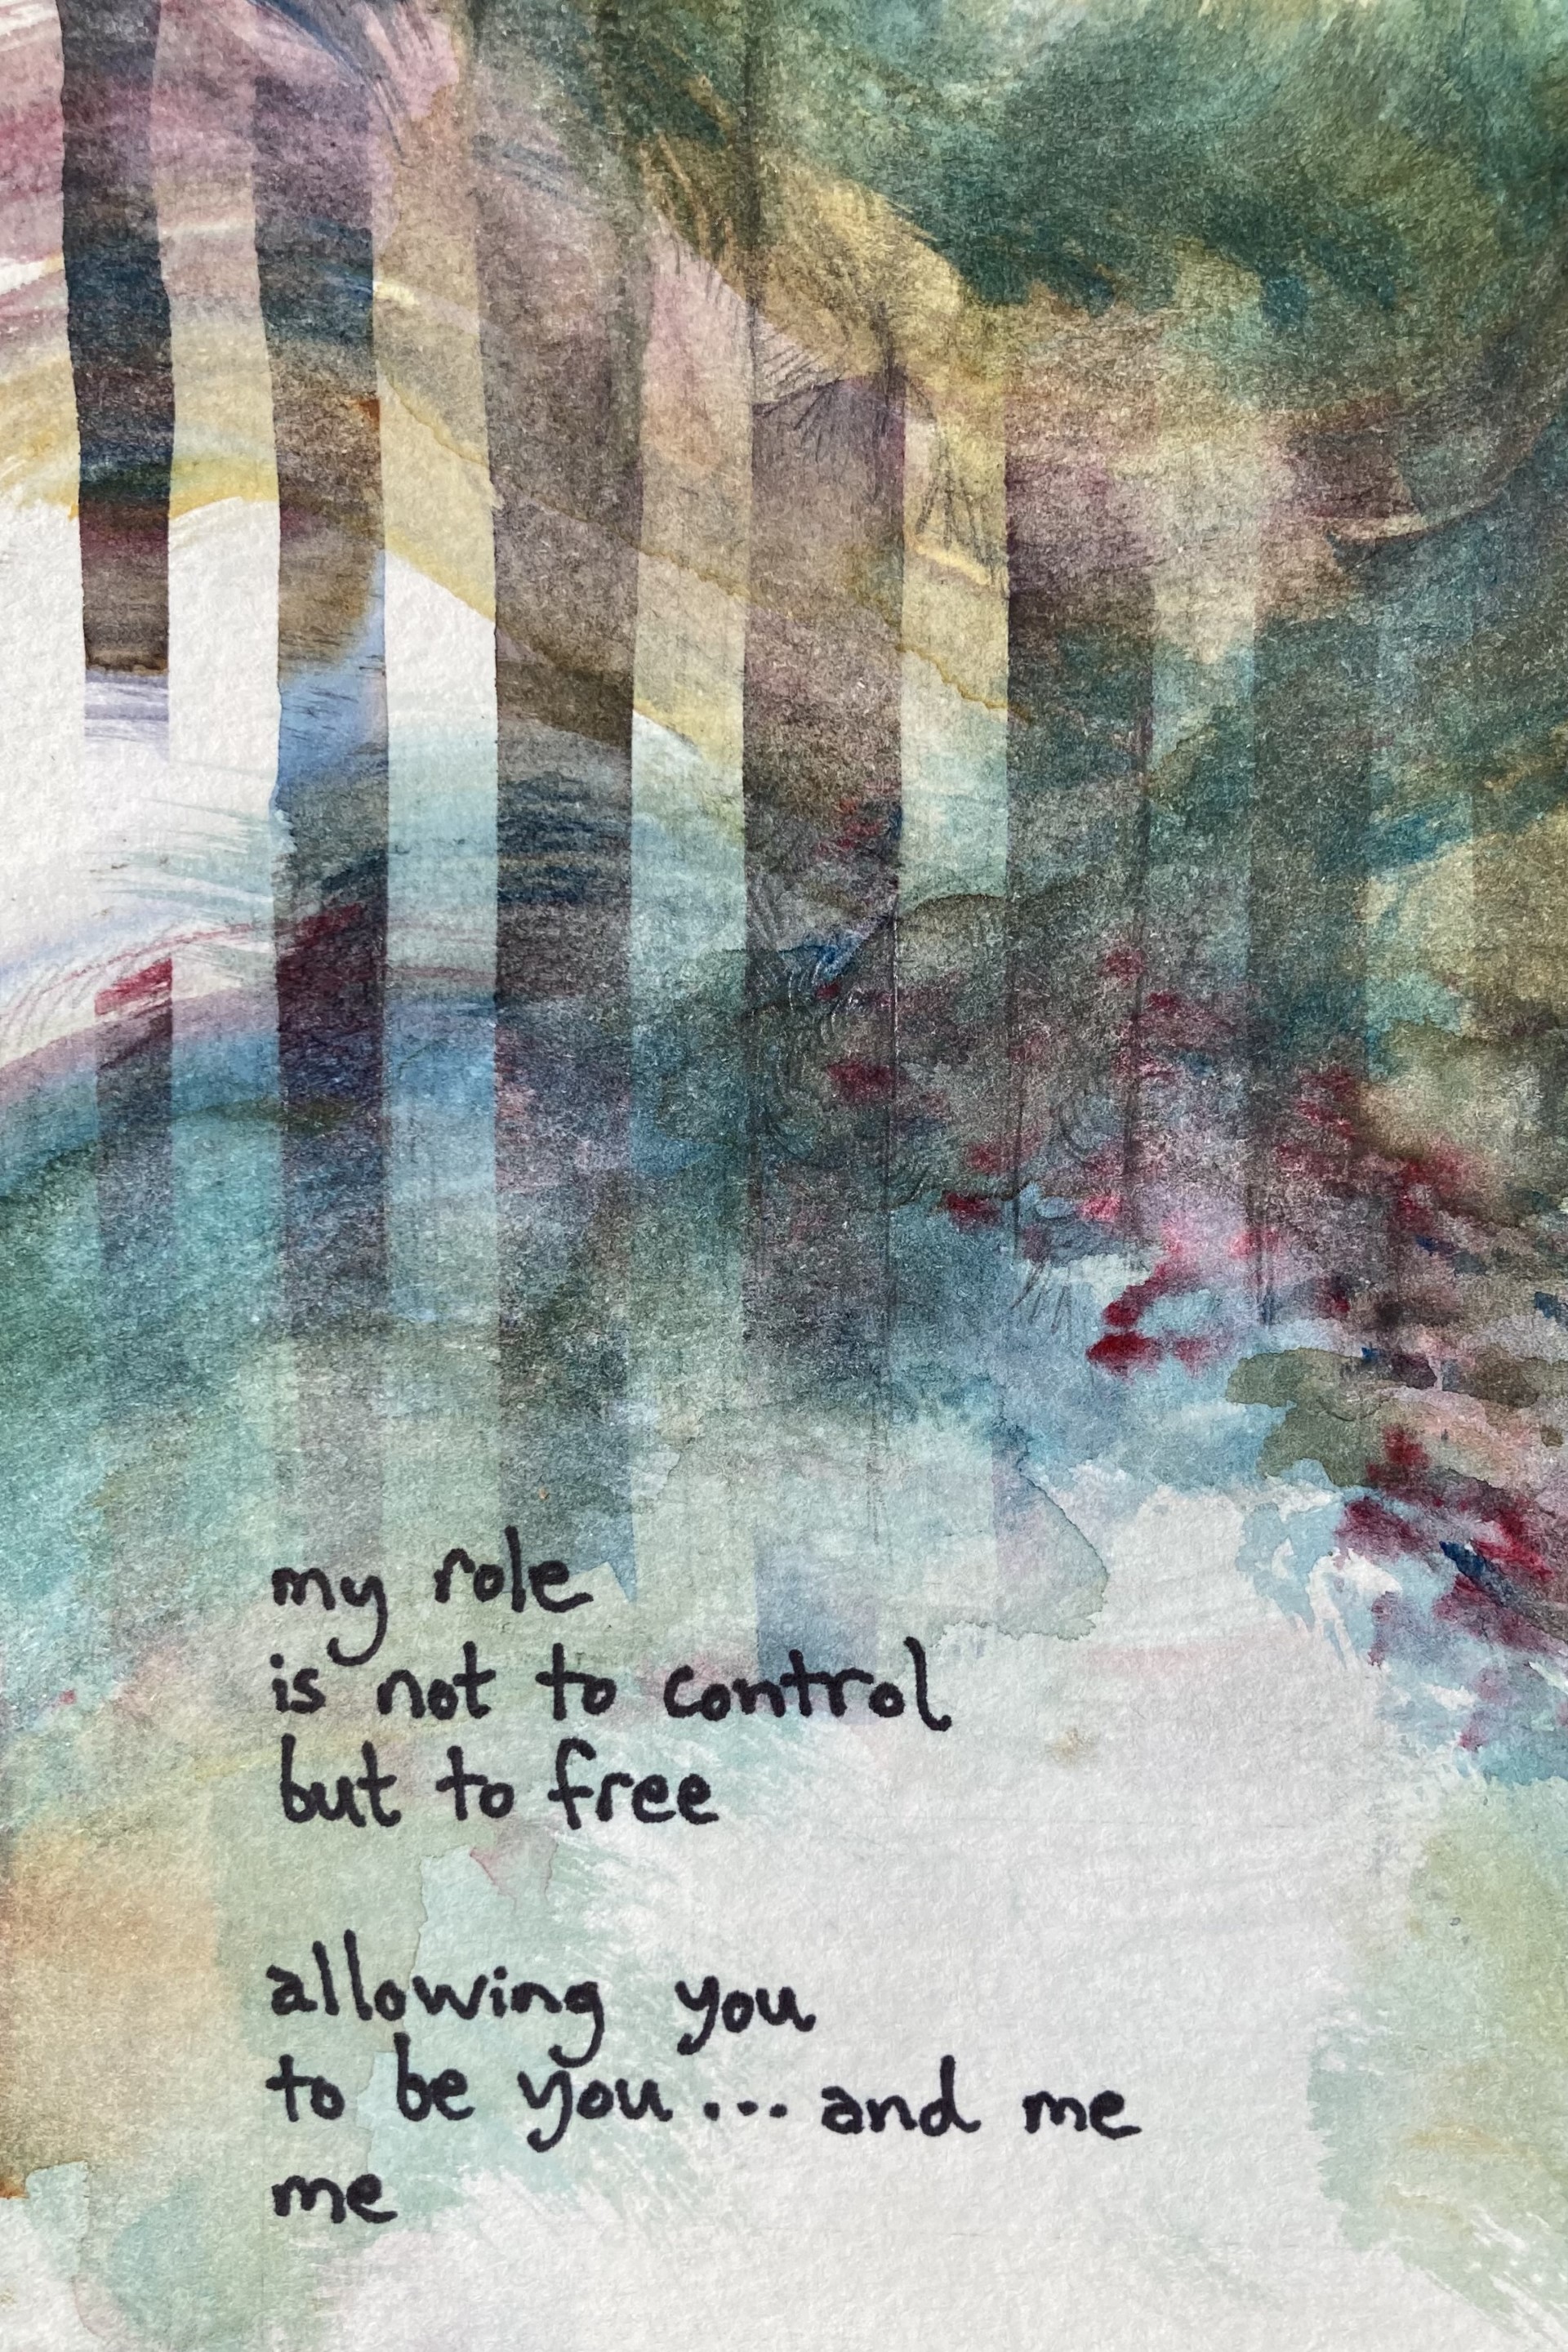 my role
is not to control
but to free
allowing you
to be you... and me
me